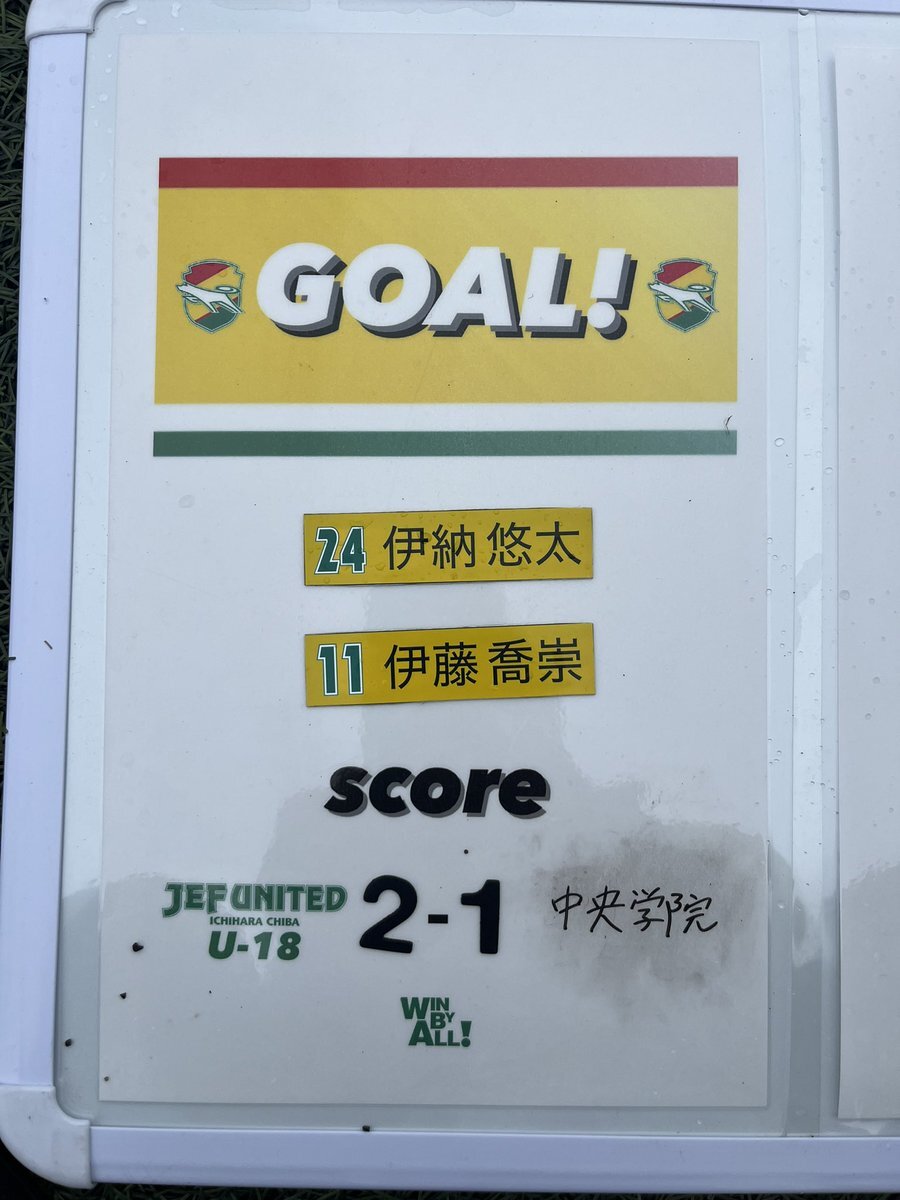 GOAL!
24 伊納 悠太
11 伊藤 喬崇
score
JEF UNITED
ICHIHARA CHIBA
U-18
2-1
中央学院
WIN
BY
ALL!